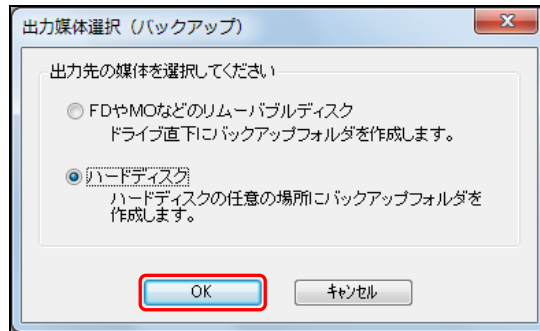 出力媒体選択（バックアップ）
出力先の媒体を選択してください
FDやMOなどのリムーバブルディスク
ドライブ直下にバックアップフォルダを作成します。
ハードディスク
ハードディスクの任意の場所にバックアップフォルダを
作成します。
OK
キャンセル